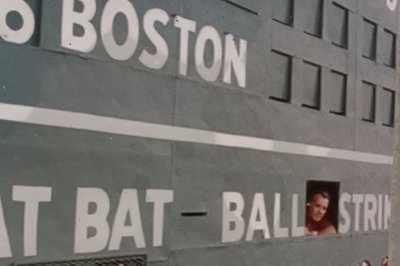 BOSTON
AT BAT - BALL STRIK